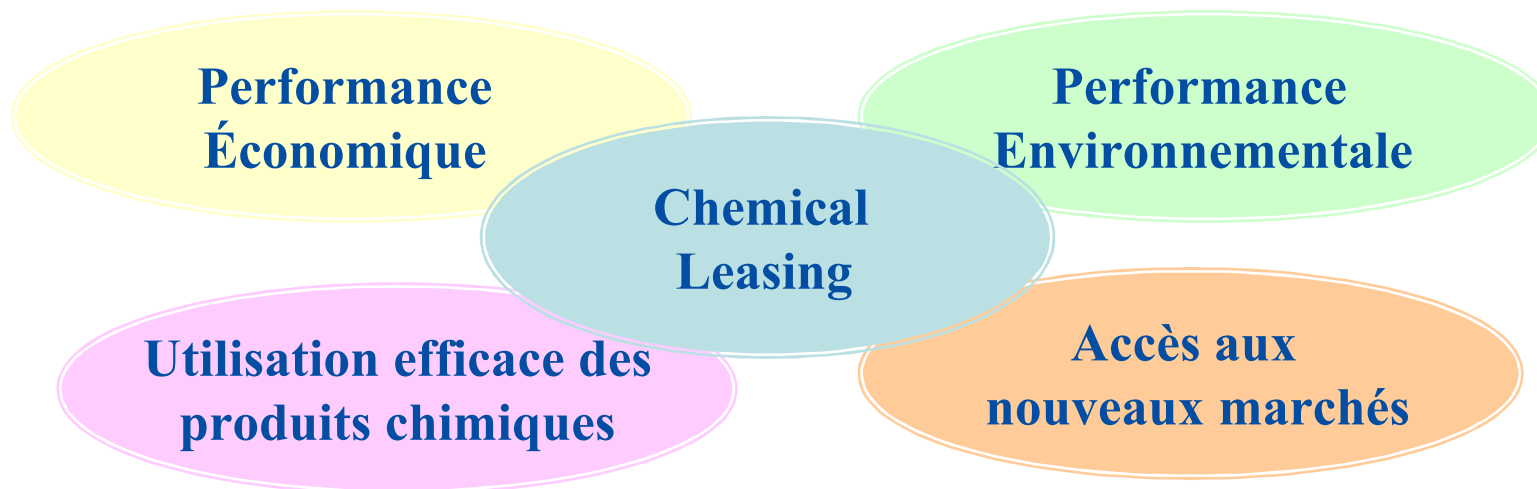 Performance
Économique
Performance
Environnementale
Chemical
Leasing
Utilisation efficace des
produits chimiques
Accès aux
nouveaux marchés